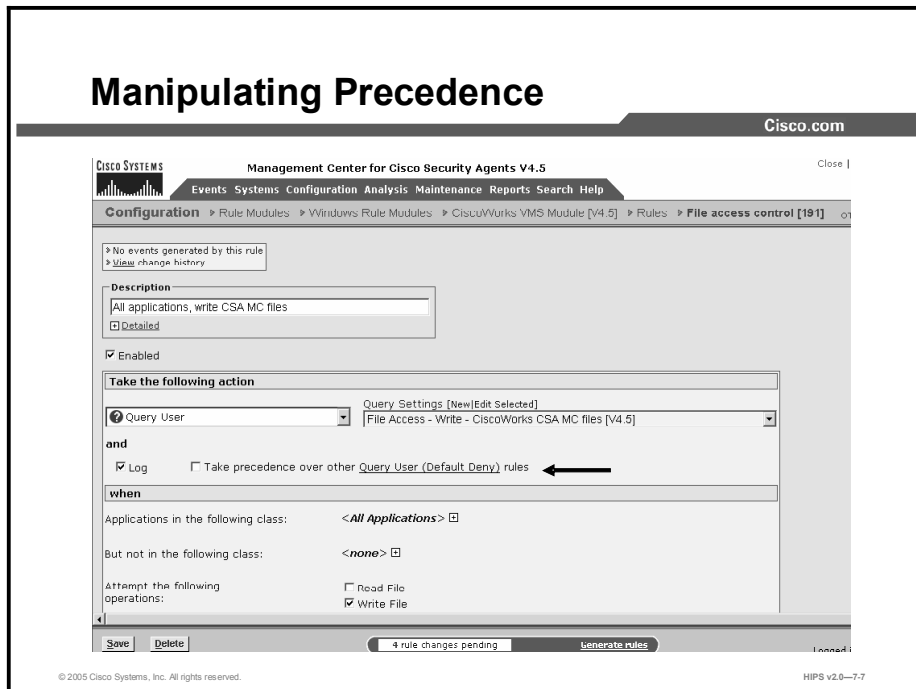 Manipulating Precedence
Cisco.com
CISCO SYSTEMS
Management Center for Cisco Security Agents V4.5
Close |
Events Systems Configuration Analysis Maintenance Reports Search Help
Configuration > Rule Modules > Windows Rule Modules > CiscoWorks VMS Module [V4.5] > Rules > File access control [191]
> No events generated by this rule
> View change history
Description
All applications, write CSA MC files
[+] Detailed
Enabled
Take the following action
Query User
Query Settings [New|Edit Selected]
File Access - Write - CiscoWorks CSA MC files [V4.5]
and
Log
Take precedence over other Query User (Default Deny) rules
when
Applications in the following class:
<All Applications>
But not in the following class:
<none>
Attempt the following operations:
Read File
Write File
Save
Delete
4 rule changes pending
Generate rules
© 2005 Cisco Systems, Inc. All rights reserved.
HIPS v2.0—7-7